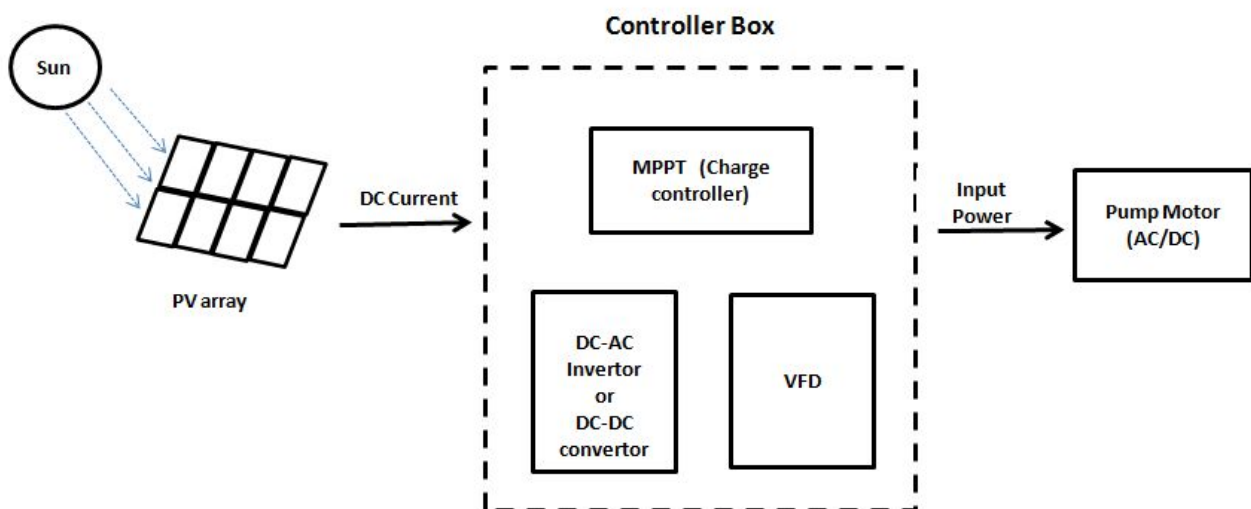 Controller Box
Sun
PV array
DC Current
MPPT (Charge
controller)
DC-AC
Invertor
or
DC-DC
convertor
VFD
Input
Power
Pump Motor
(AC/DC)